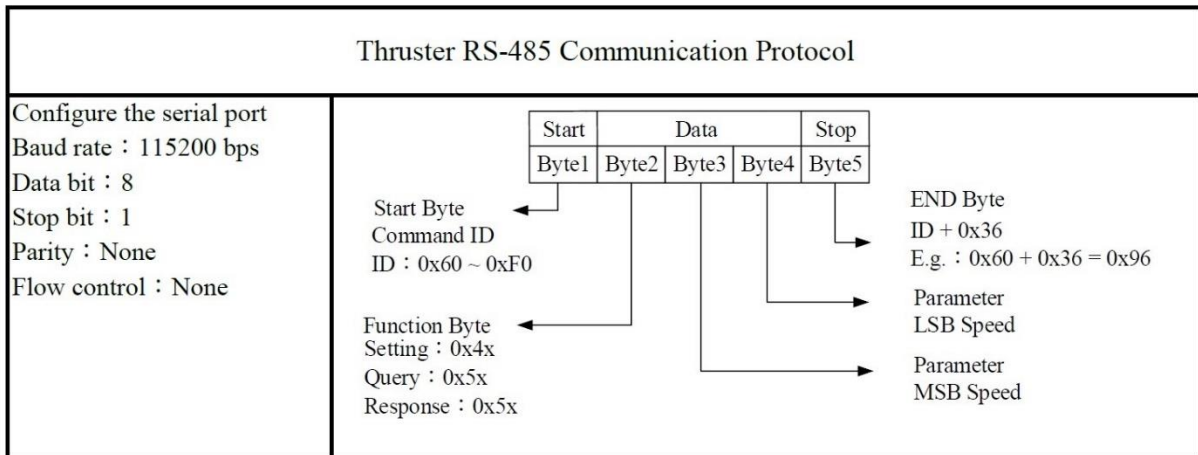 Thruster RS-485 Communication Protocol
Configure the serial port
Baud rate：115200 bps
Data bit：8
Stop bit：1
Parity：None
Flow control：None
Start Data Stop
Byte1 Byte2 Byte3 Byte4 Byte5
Start Byte
Command ID
ID：0x60 ~ 0xF0
Function Byte
Setting：0x4x
Query：0x5x
Response：0x5x
END Byte
ID + 0x36
E.g.：0x60 + 0x36 = 0x96
Parameter
LSB Speed
Parameter
MSB Speed